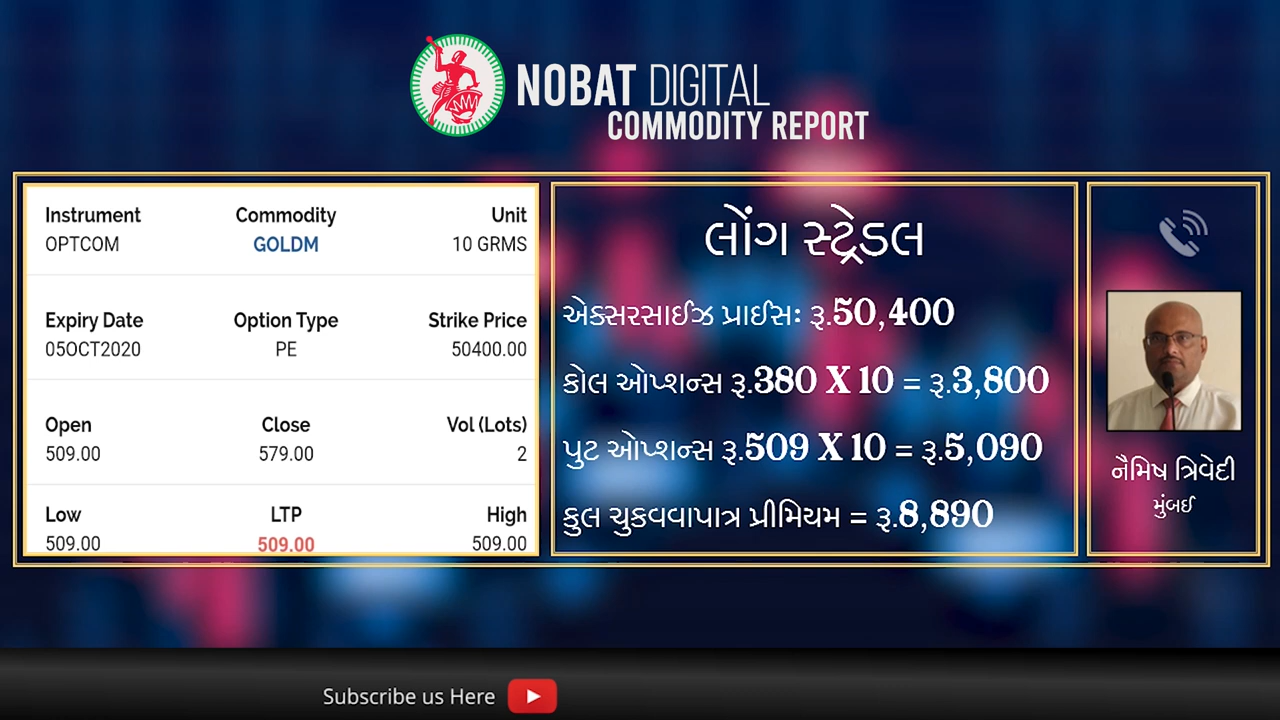 NOBAT DIGITAL
COMMODITY REPORT
Instrument Commodity Unit
OPTCOM GOLDM 10 GRMS
Expiry Date Option Type Strike Price
05OCT2020 PE 50400.00
Open Close Vol (Lots)
509.00 579.00 2
Low LTP High
509.00 509.00 509.00
લોંગ સ્ટ્રેડલ
એક્સરસાઈઝ પ્રાઈસઃ રૂ.50,400
કોલ ઓપ્શન્સ રૂ.380 X 10 = રૂ.3,800
પુટ ઓપ્શન્સ રૂ.509 X 10 = રૂ.5,090
કુલ ચુકવવાપાત્ર પ્રીમિયમ = રૂ.8,890
નૈમિષ ત્રિવેદી
મુંબઈ
Subscribe us Here